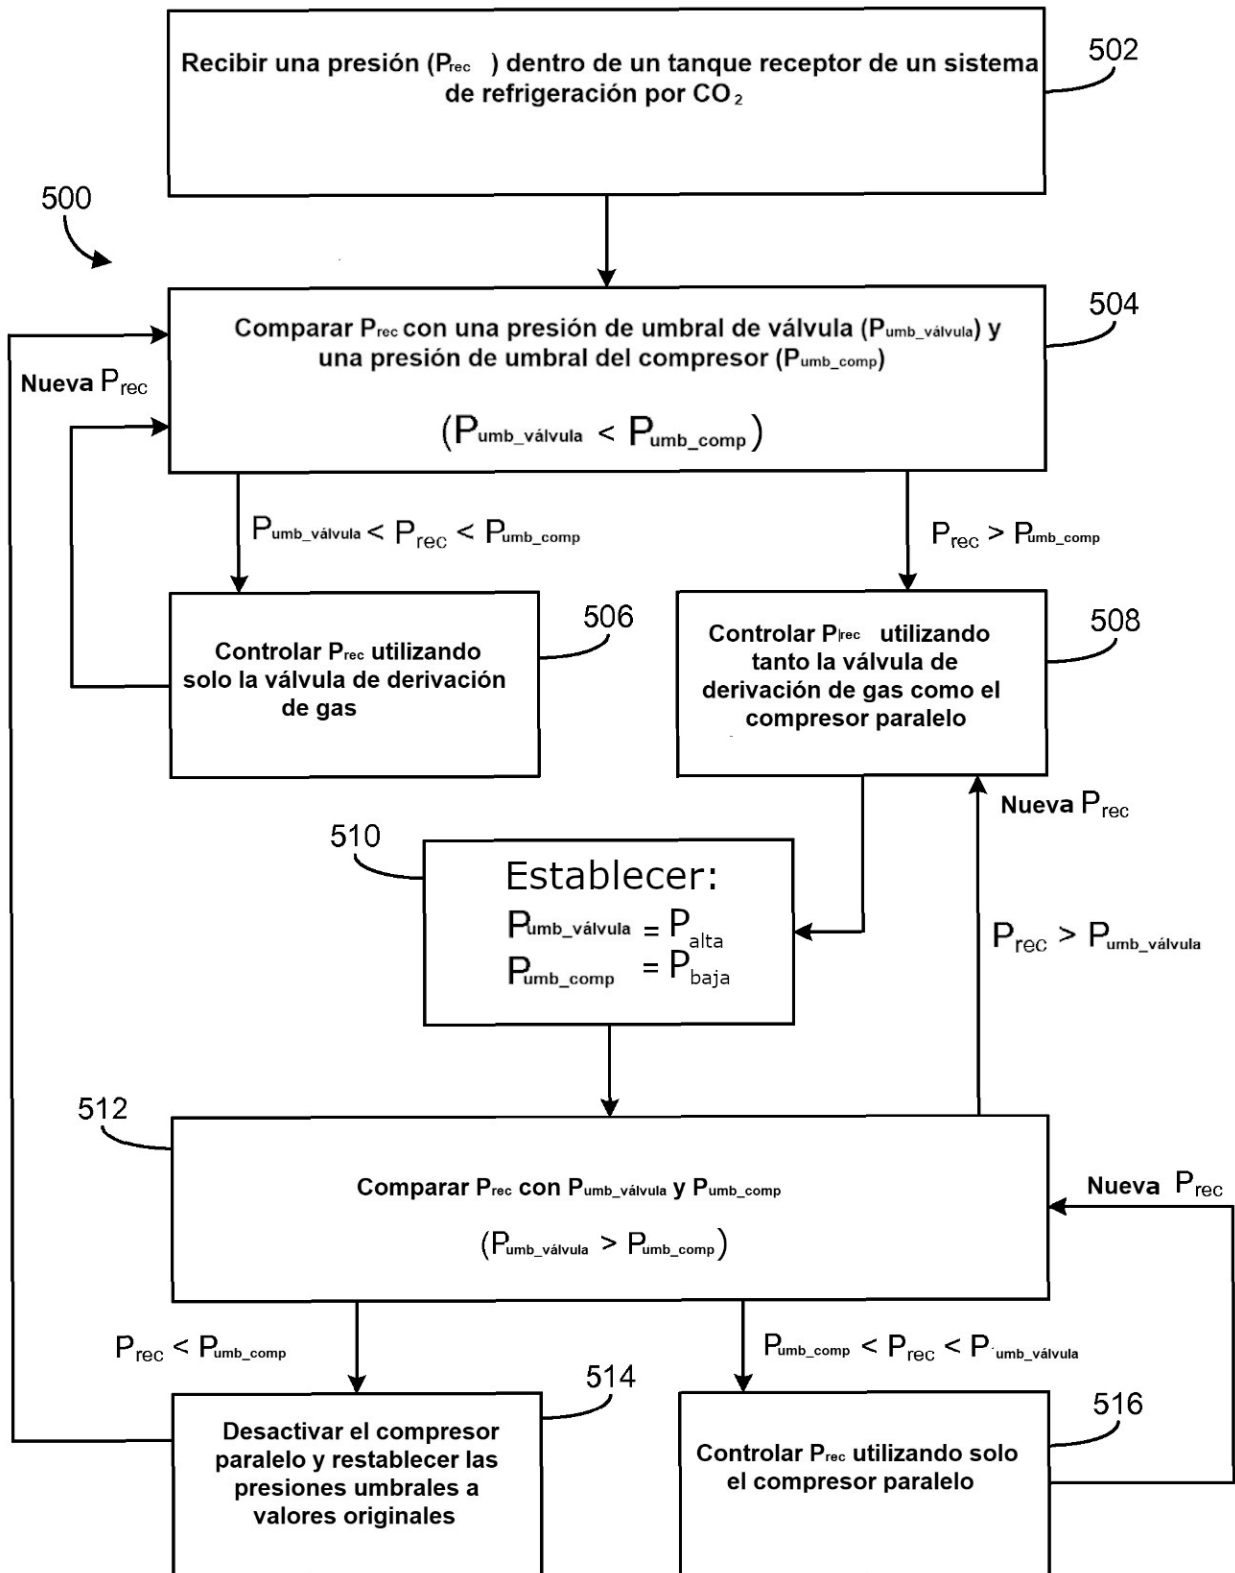 Recibir una presión (Prec ) dentro de un tanque receptor de un sistema
de refrigeración por CO2
502
500
Comparar Prec con una presión de umbral de válvula (Pumb_válvula) y
una presión de umbral del compresor (Pumb_comp)
(Pumb_válvula < Pumb_comp)
504
Nueva Prec
Pumb_válvula < Prec < Pumb_comp
Prec > Pumb_comp
Controlar Prec utilizando
solo la válvula de derivación
de gas
506
Controlar Prec utilizando
tanto la válvula de
derivación de gas como el
compresor paralelo
508
Nueva Prec
510
Establecer:
Pumb_válvula = Palta
Pumb_comp = Pbaja
Prec > Pumb_válvula
512
Comparar Prec con Pumb_válvula y Pumb_comp
(Pumb_válvula > Pumb_comp)
Nueva Prec
Prec < Pumb_comp
Pumb_comp < Prec < Pumb_válvula
Desactivar el compresor
paralelo y restablecer las
presiones umbrales a
valores originales
514
Controlar Prec utilizando solo
el compresor paralelo
516